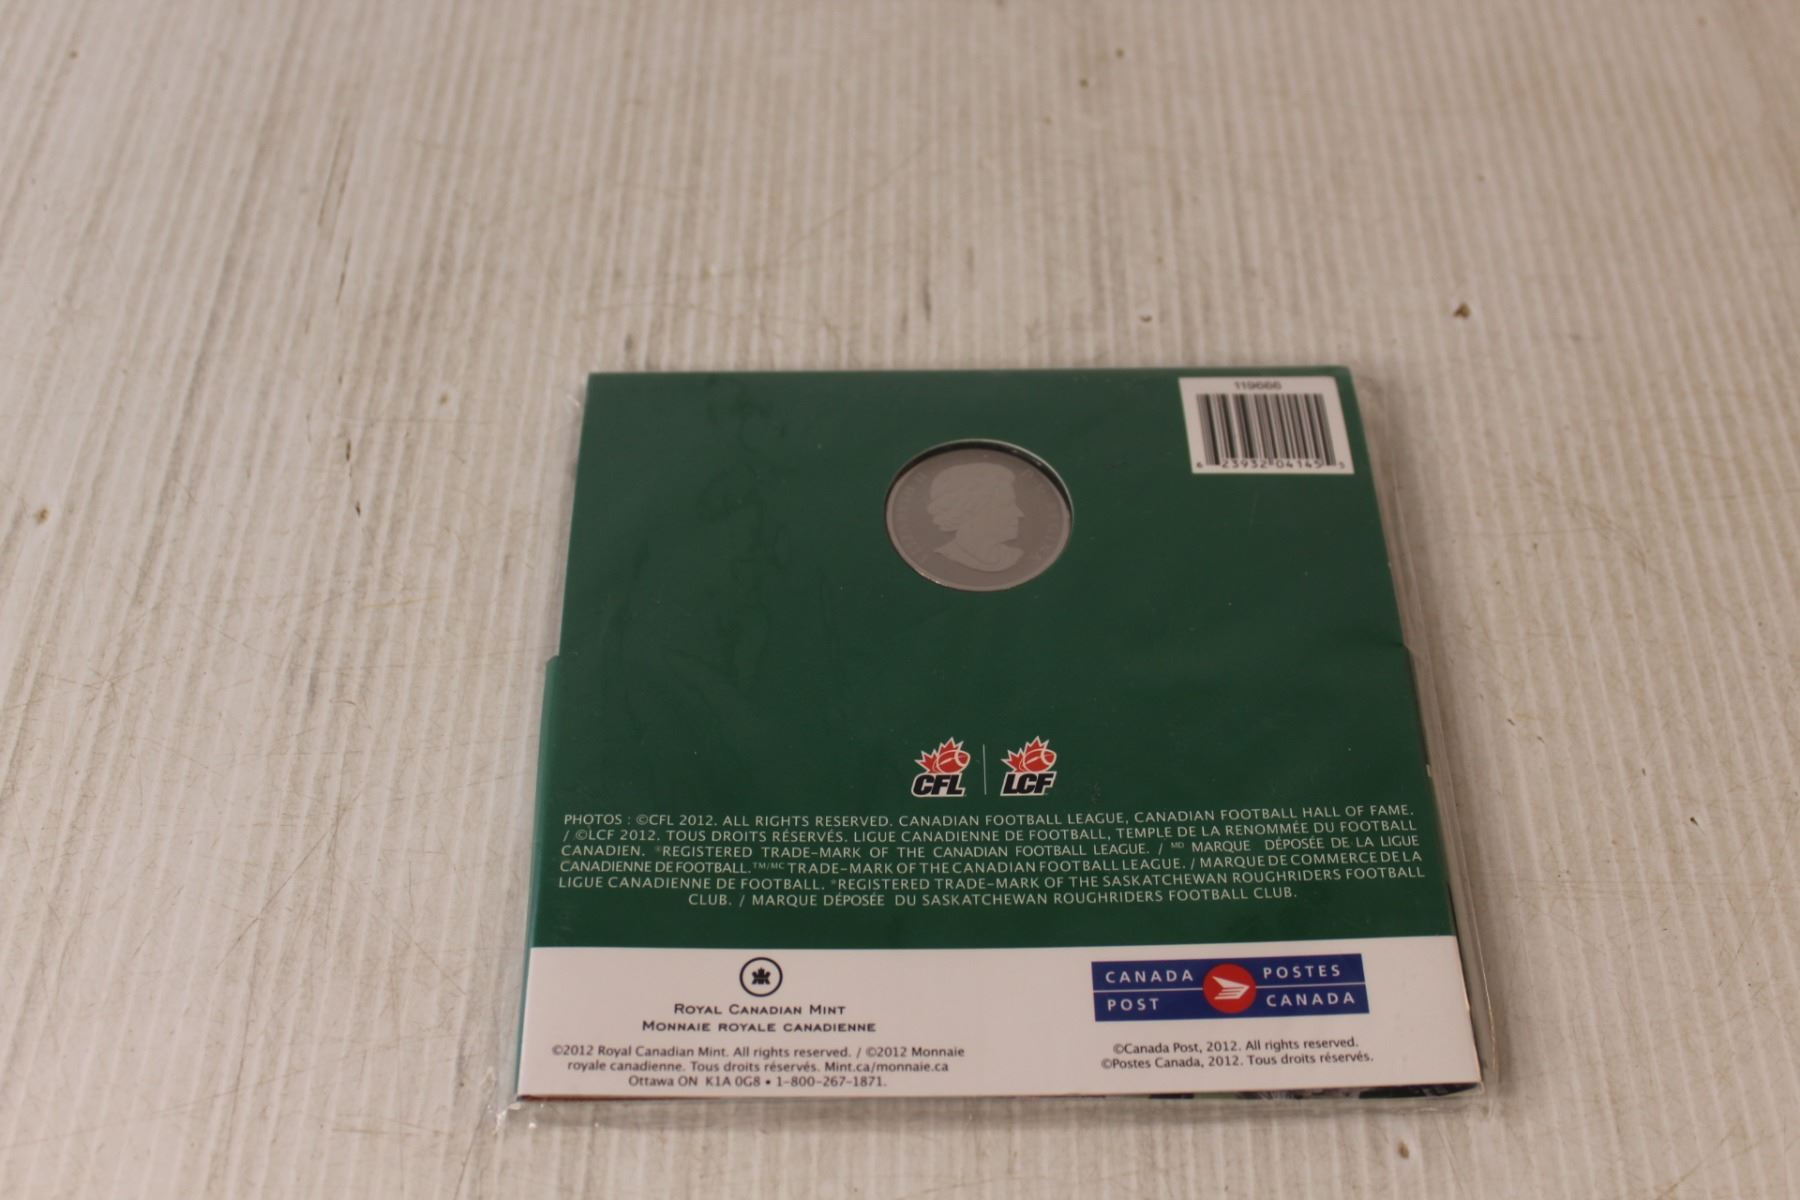 119666
6 23932 04145 5
CFL LCF
PHOTOS : ©CFL 2012. ALL RIGHTS RESERVED. CANADIAN FOOTBALL LEAGUE, CANADIAN FOOTBALL HALL OF FAME.
/ ©LCF 2012. TOUS DROITS RÉSERVÉS. LIGUE CANADIENNE DE FOOTBALL, TEMPLE DE LA RENOMMÉE DU FOOTBALL
CANADIEN. ®REGISTERED TRADE-MARK OF THE CANADIAN FOOTBALL LEAGUE. / MD MARQUE DÉPOSÉE DE LA LIGUE
CANADIENNE DE FOOTBALL. TM/MC TRADE-MARK OF THE CANADIAN FOOTBALL LEAGUE. / MARQUE DE COMMERCE DE LA
LIGUE CANADIENNE DE FOOTBALL. ®REGISTERED TRADE-MARK OF THE SASKATCHEWAN ROUGHRIDERS FOOTBALL
CLUB. / MARQUE DÉPOSÉE DU SASKATCHEWAN ROUGHRIDERS FOOTBALL CLUB.
ROYAL CANADIAN MINT
MONNAIE ROYALE CANADIENNE
©2012 Royal Canadian Mint. All rights reserved. / ©2012 Monnaie
royale canadienne. Tous droits réservés. Mint.ca/monnaie.ca
Ottawa ON K1A 0G8 • 1-800-267-1871.
CANADA POSTES
POST CANADA
©Canada Post, 2012. All rights reserved.
©Postes Canada, 2012. Tous droits réservés.